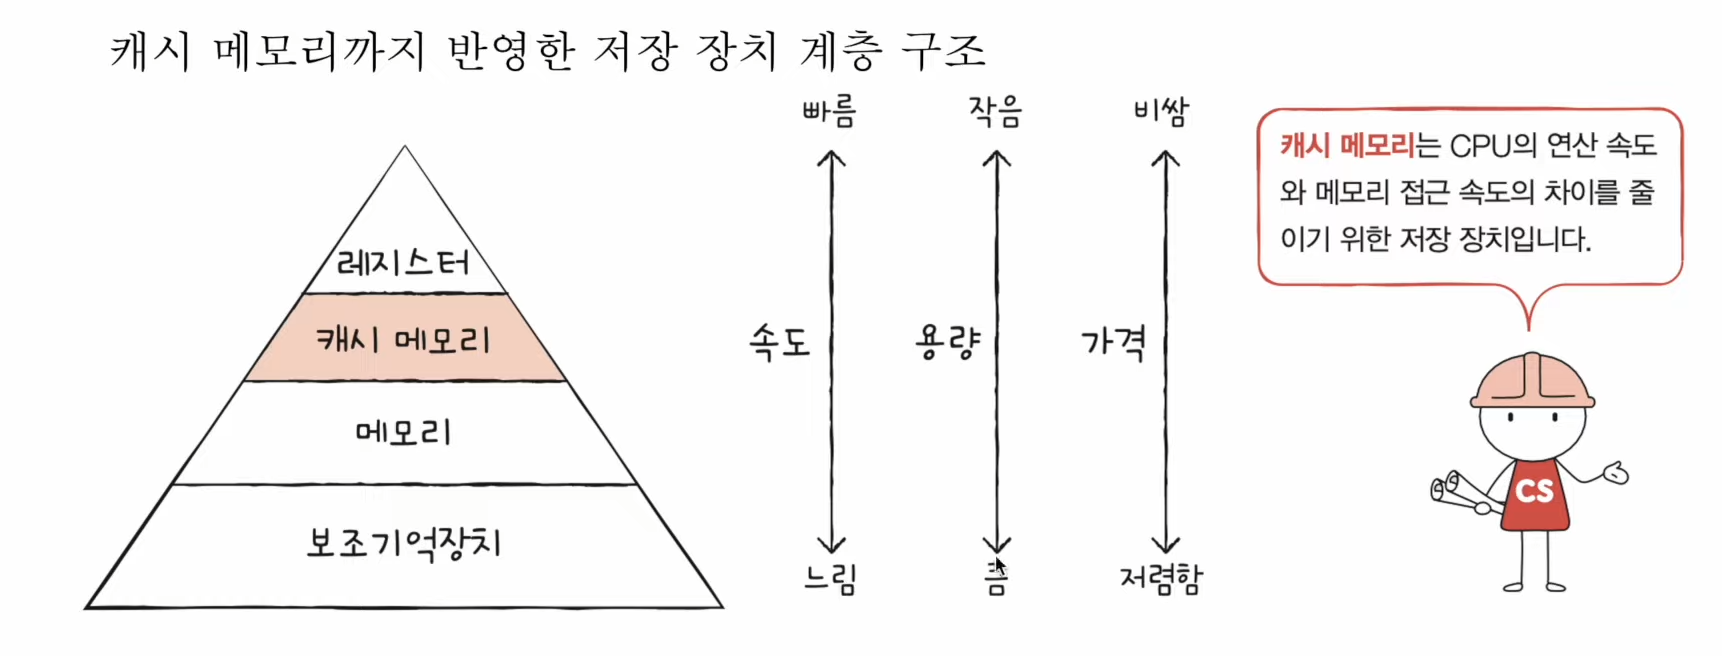 캐시 메모리까지 반영한 저장 장치 계층 구조
레지스터
캐시 메모리
메모리
보조기억장치
빠름
속도
느림
작음
용량
큼
비쌈
가격
저렴함
캐시 메모리는 CPU의 연산 속도
와 메모리 접근 속도의 차이를 줄
이기 위한 저장 장치입니다.
CS